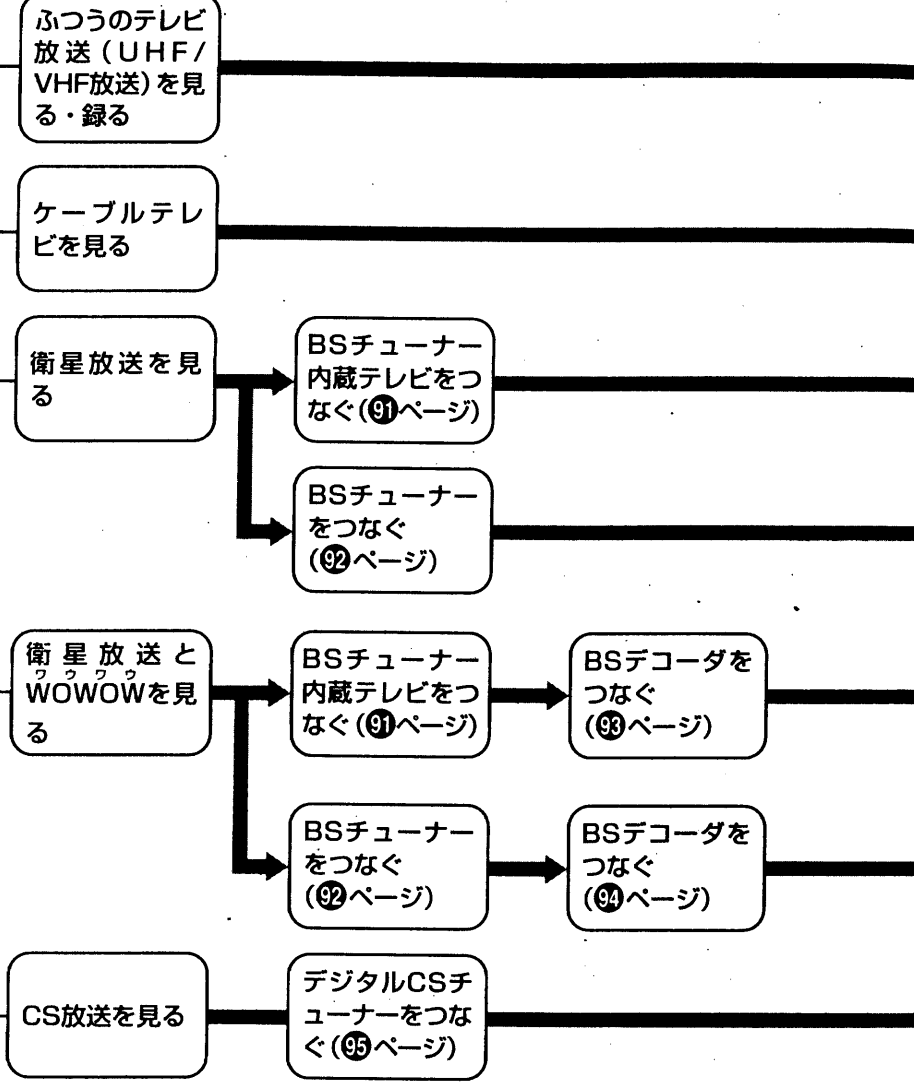 ふつうのテレビ
放送(UHF/
VHF放送)を見
る・録る
ケーブルテレ
ビを見る
衛星放送を見
る
BSチューナー
内蔵テレビをつ
なぐ(91ページ)
BSチューナー
をつなぐ
(92ページ)
衛星放送と
ワウワウ
WOWOWを見
る
BSチューナー
内蔵テレビをつ
なぐ(91ページ)
BSデコーダを
つなぐ
(93ページ)
BSチューナー
をつなぐ
(92ページ)
BSデコーダを
つなぐ
(94ページ)
CS放送を見る
デジタルCSチ
ューナーをつな
ぐ(95ページ)